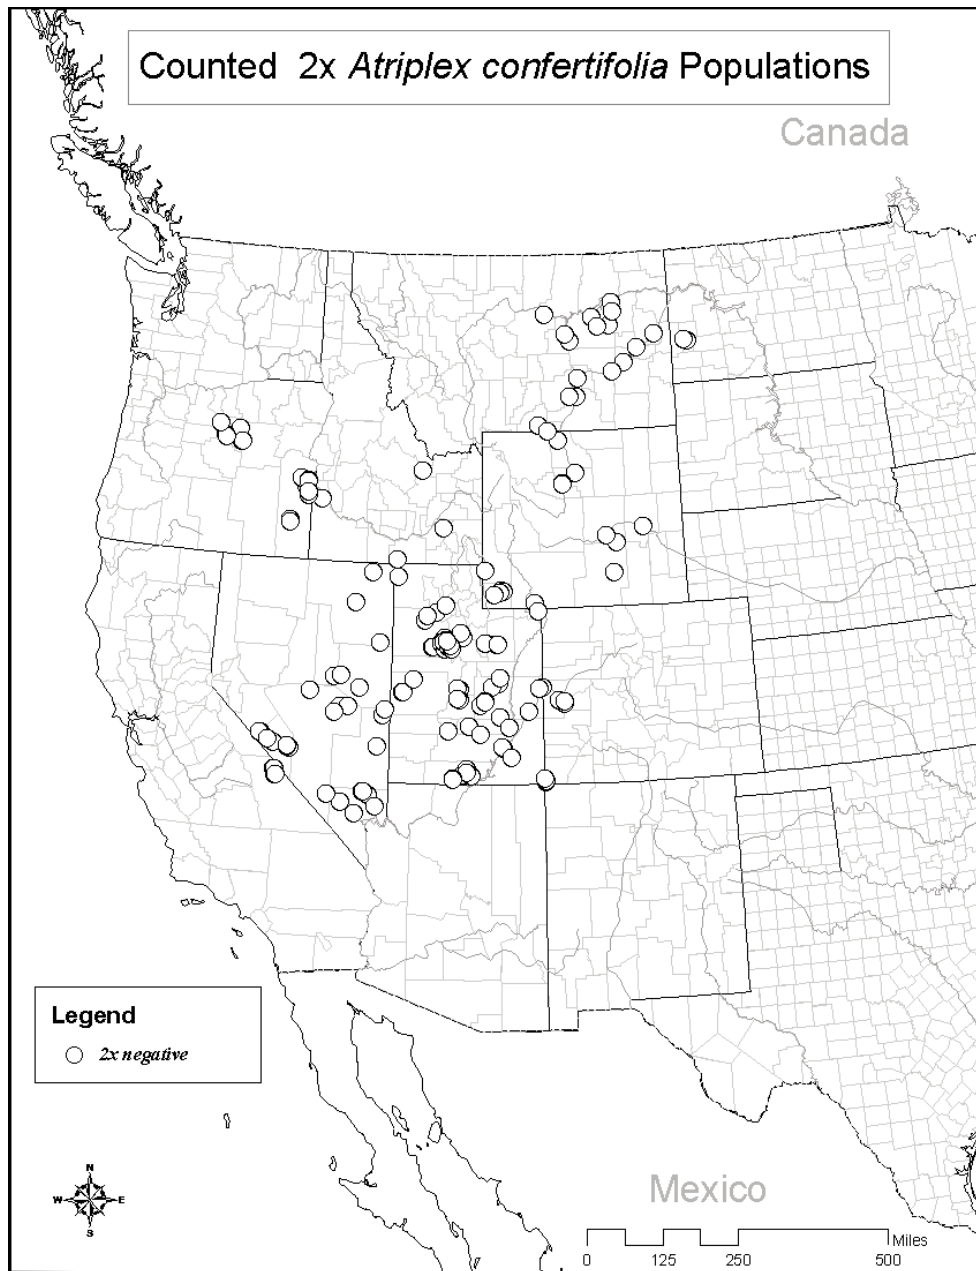 Counted 2x Atriplex confertifolia Populations
Canada
Legend
2x negative
N
W E
S
Mexico
Miles
0 125 250 500